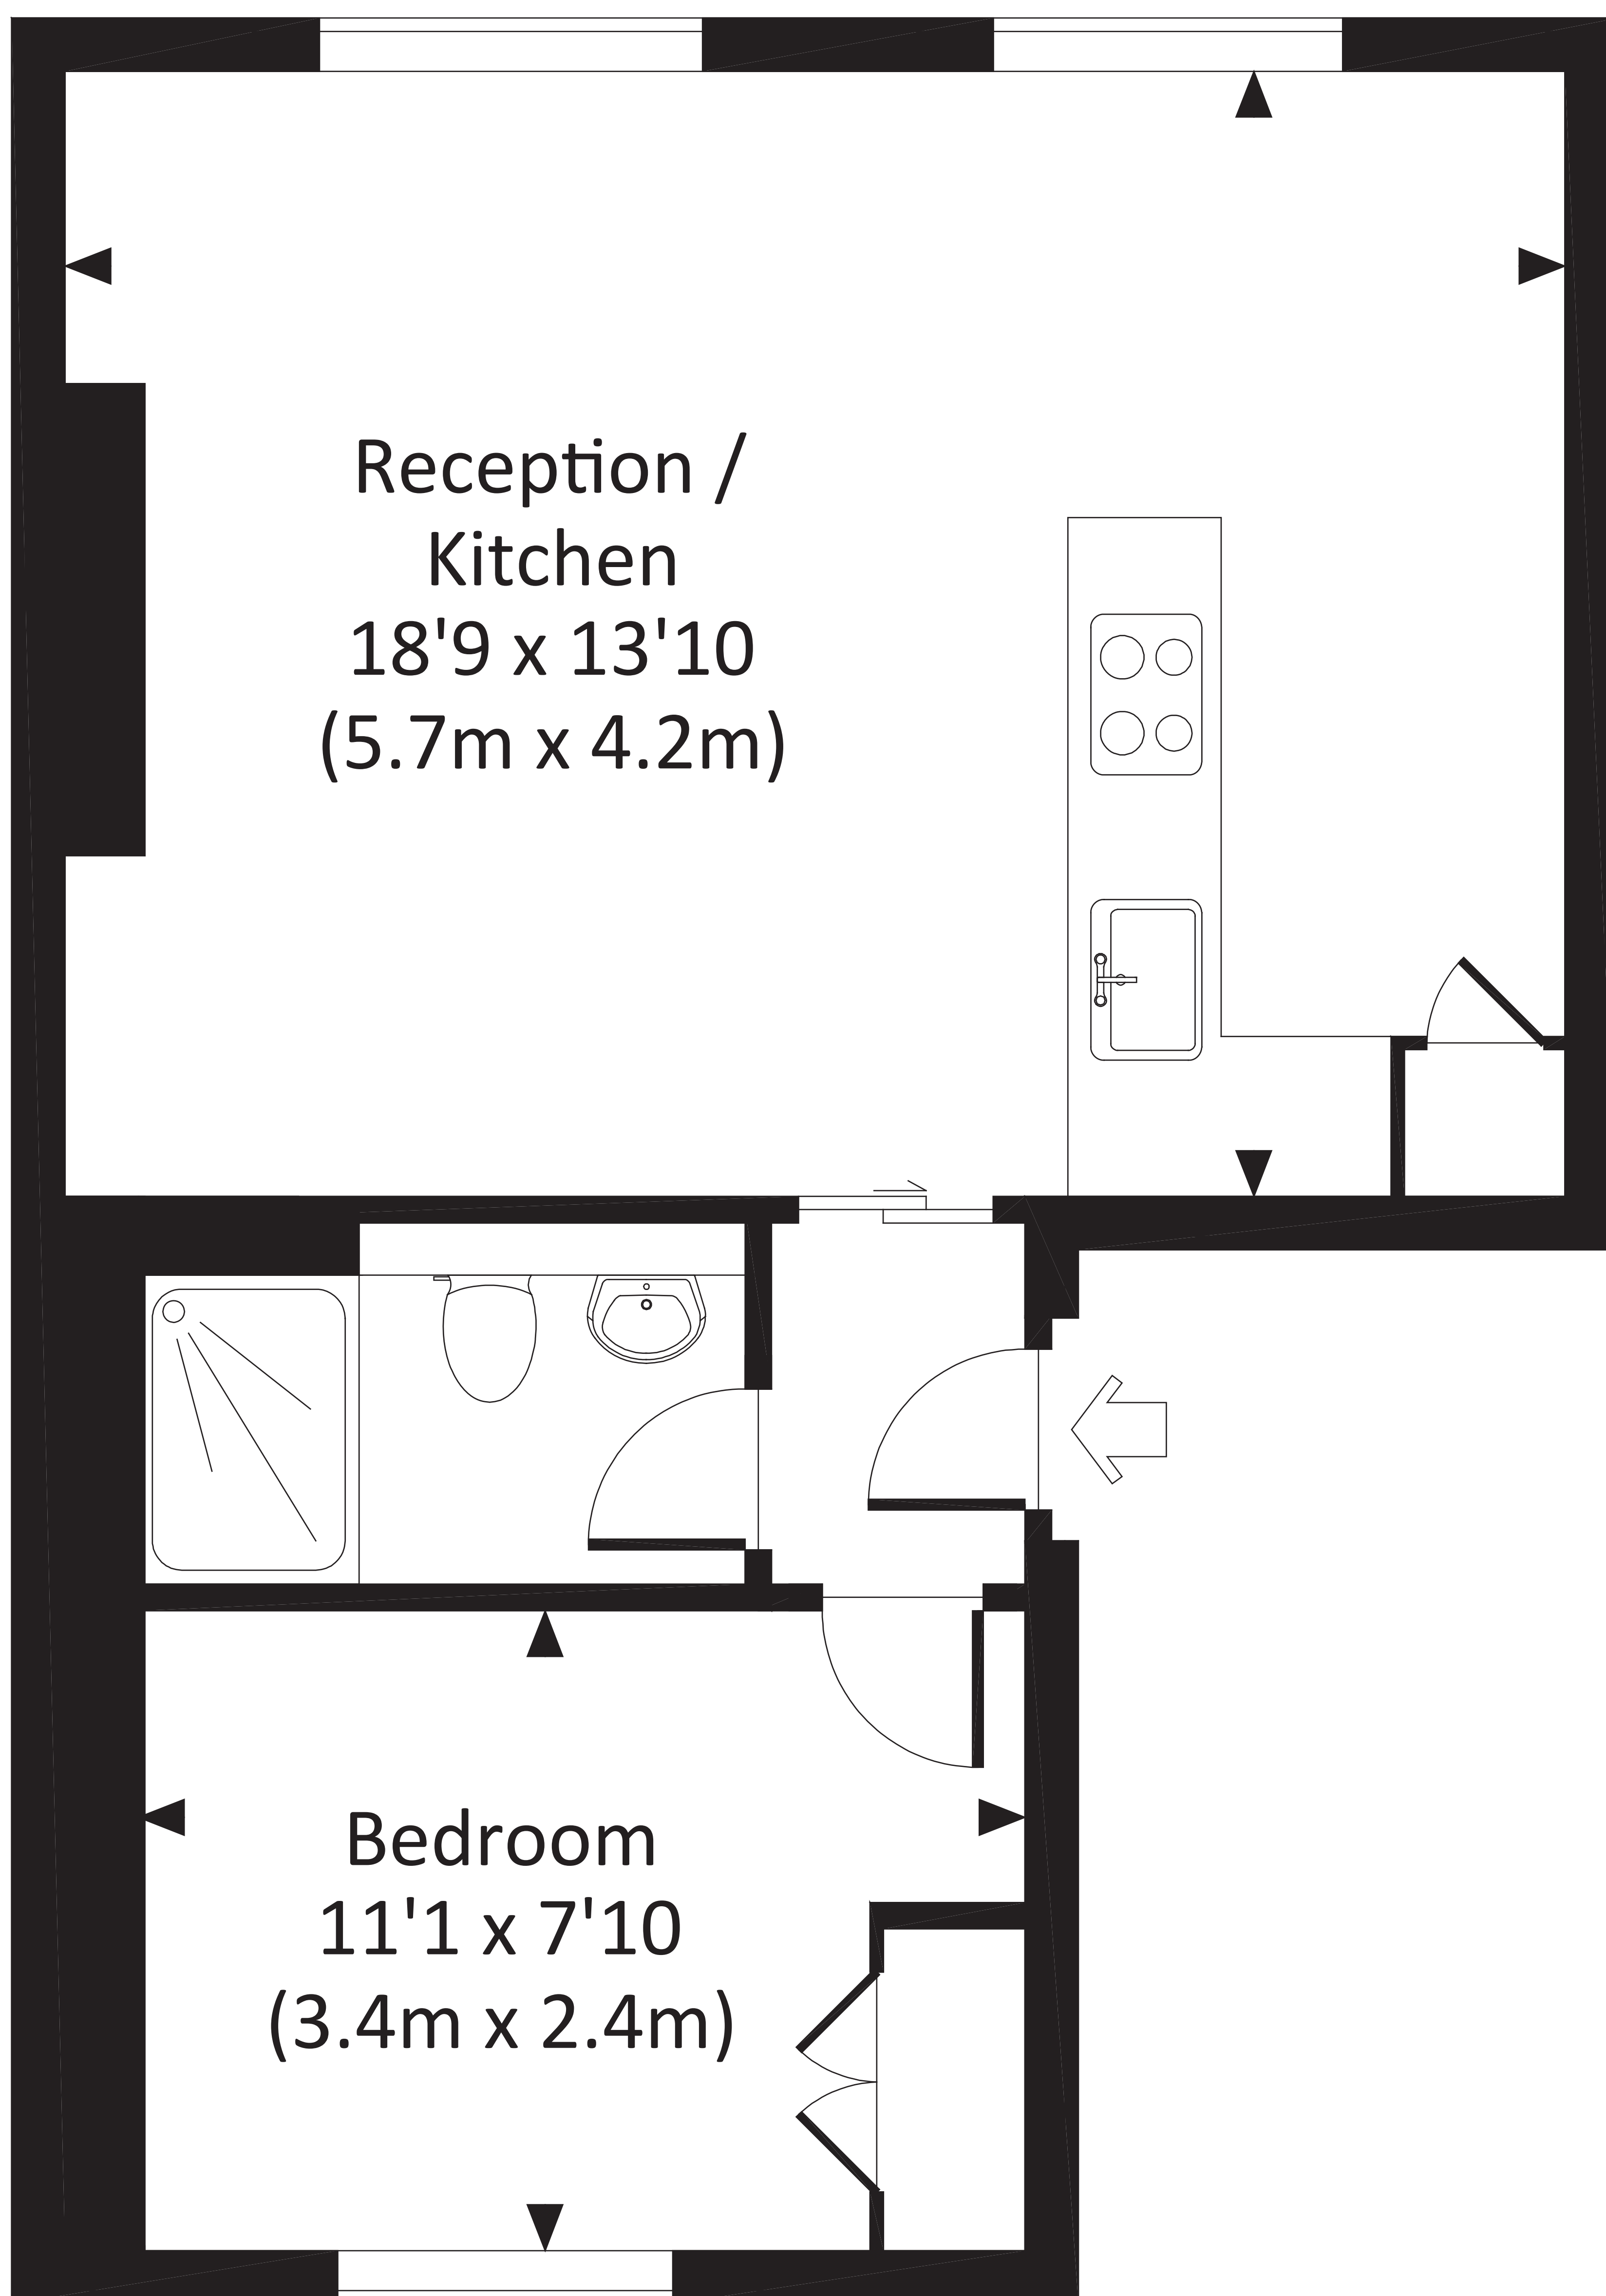 Reception /
Kitchen
18'9 x 13'10
(5.7m x 4.2m)
Bedroom
11'1 x 7'10
(3.4m x 2.4m)